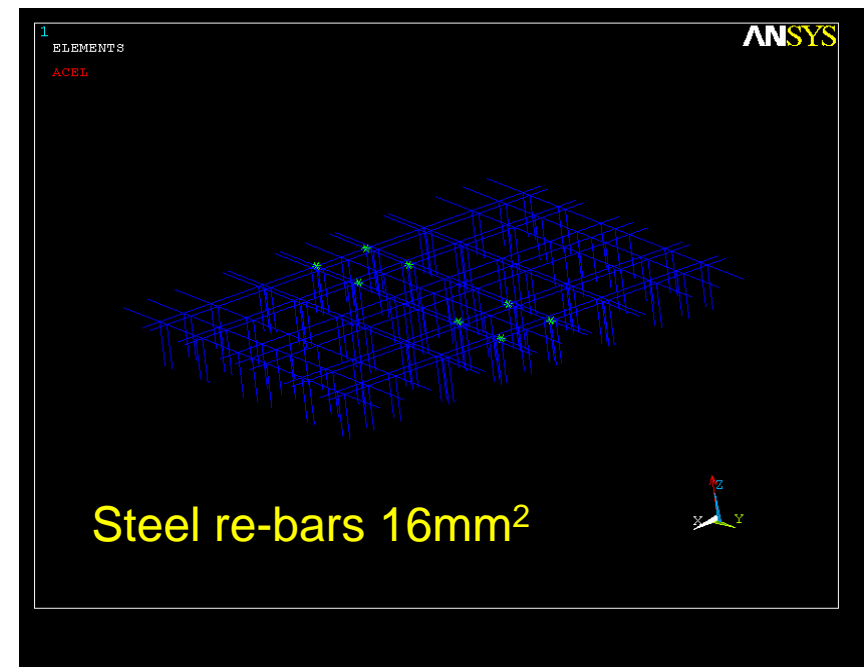 1
ELEMENTS
ACEL
ANSYS
Z
X
Y
Steel re-bars 16mm²